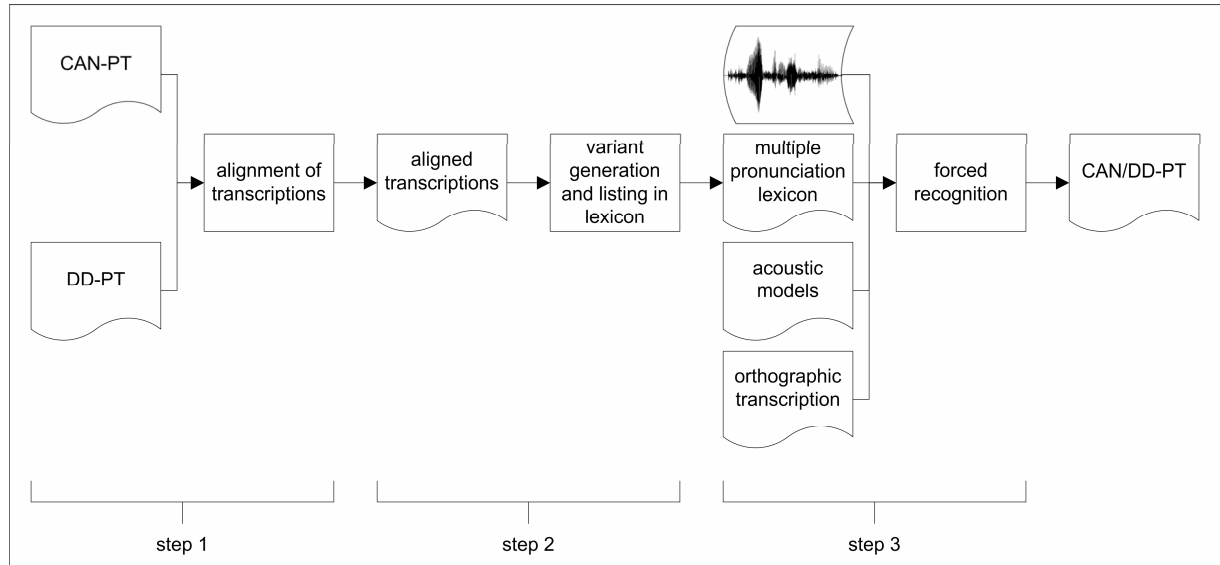 CAN-PT
DD-PT
alignment of
transcriptions
aligned
transcriptions
variant
generation
and listing in
lexicon
multiple
pronunciation
lexicon
acoustic
models
orthographic
transcription
forced
recognition
CAN/DD-PT
step 1
step 2
step 3